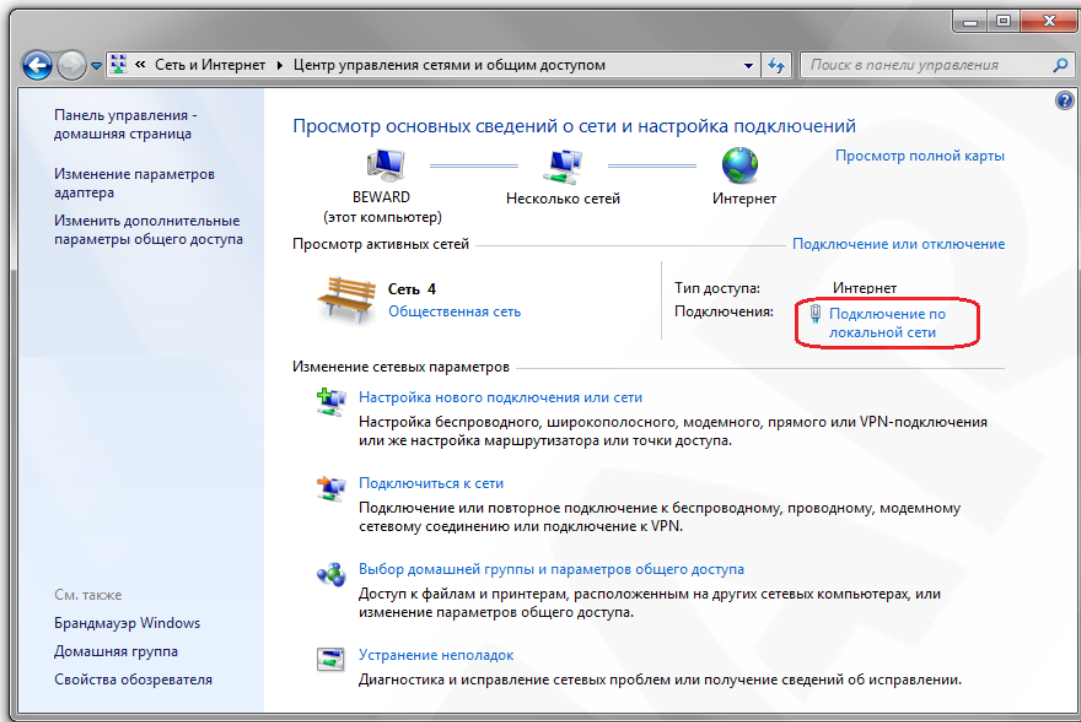 « Сеть и Интернет ▸ Центр управления сетями и общим доступом
Поиск в панели управления
Панель управления -
домашняя страница
Изменение параметров
адаптера
Изменить дополнительные
параметры общего доступа
См. также
Брандмауэр Windows
Домашняя группа
Свойства обозревателя
Просмотр основных сведений о сети и настройка подключений
Просмотр полной карты
BEWARD
(этот компьютер)
Несколько сетей
Интернет
Просмотр активных сетей
Подключение или отключение
Сеть 4
Общественная сеть
Тип доступа: Интернет
Подключения: Подключение по
локальной сети
Изменение сетевых параметров
Настройка нового подключения или сети
Настройка беспроводного, широкополосного, модемного, прямого или VPN-подключения
или же настройка маршрутизатора или точки доступа.
Подключиться к сети
Подключение или повторное подключение к беспроводному, проводному, модемному
сетевому соединению или подключение к VPN.
Выбор домашней группы и параметров общего доступа
Доступ к файлам и принтерам, расположенным на других сетевых компьютерах, или
изменение параметров общего доступа.
Устранение неполадок
Диагностика и исправление сетевых проблем или получение сведений об исправлении.